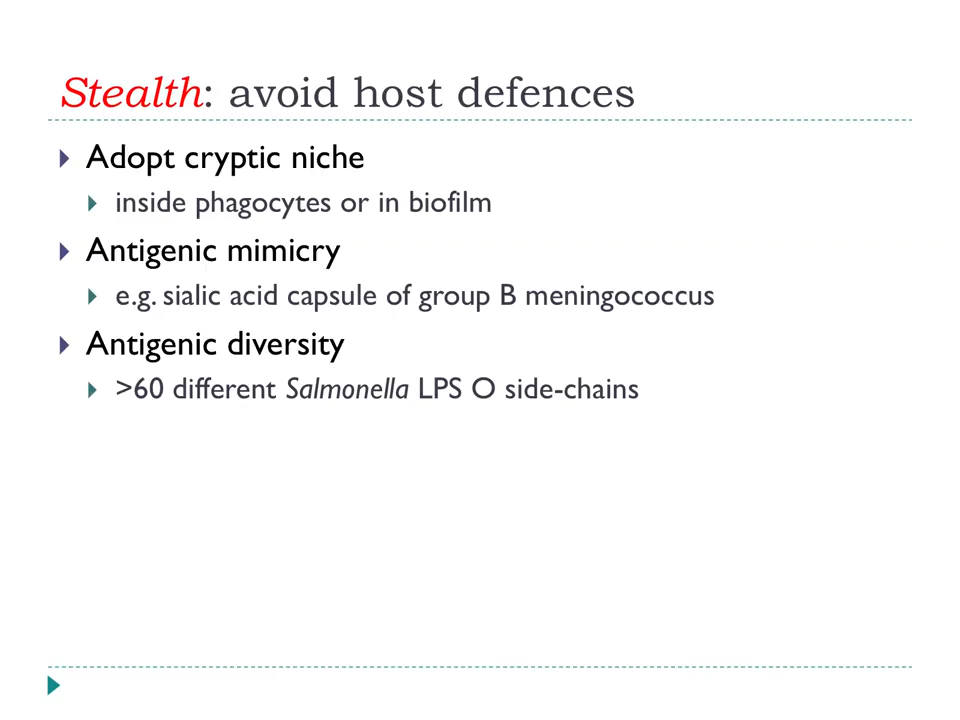 Stealth: avoid host defences
Adopt cryptic niche
inside phagocytes or in biofilm
Antigenic mimicry
e.g. sialic acid capsule of group B meningococcus
Antigenic diversity
>60 different Salmonella LPS O side-chains